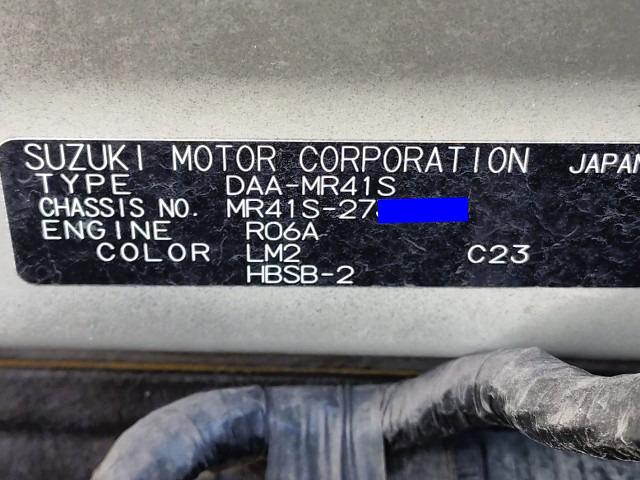 SUZUKI MOTOR CORPORATION JAPAN
TYPE DAA-MR41S
CHASSIS NO. MR41S-27
ENGINE R06A
COLOR LM2 C23
HBSB-2